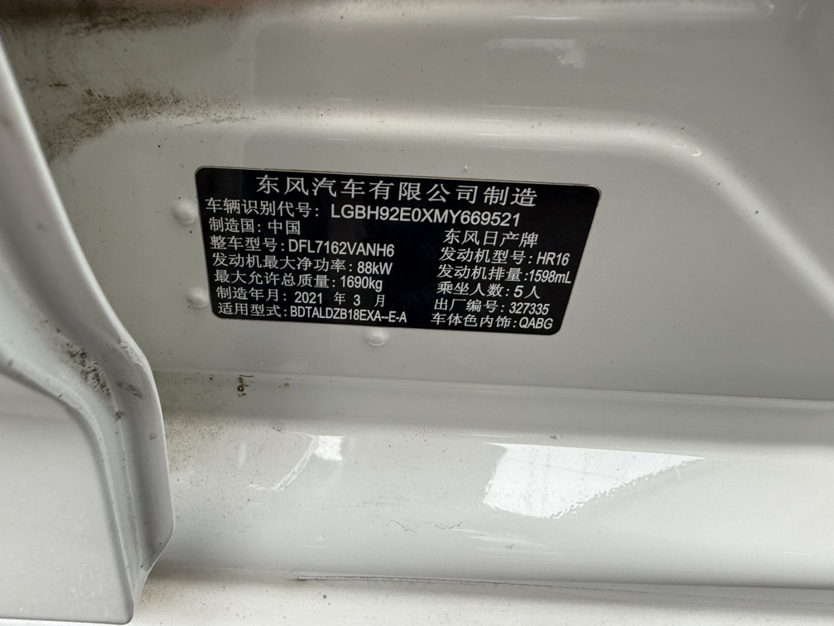 东风汽车有限公司制造
车辆识别代号: LGBH92E0XMY669521
制造国: 中国 东风日产牌
整车型号: DFL7162VANH6 发动机型号: HR16
发动机最大净功率: 88kW 发动机排量: 1598mL
最大允许总质量: 1690kg 乘坐人数: 5人
制造年月: 2021 年 3 月 出厂编号: 327335
适用型式: BDTALDZB18EXA-E-A 车体色内饰: QABG